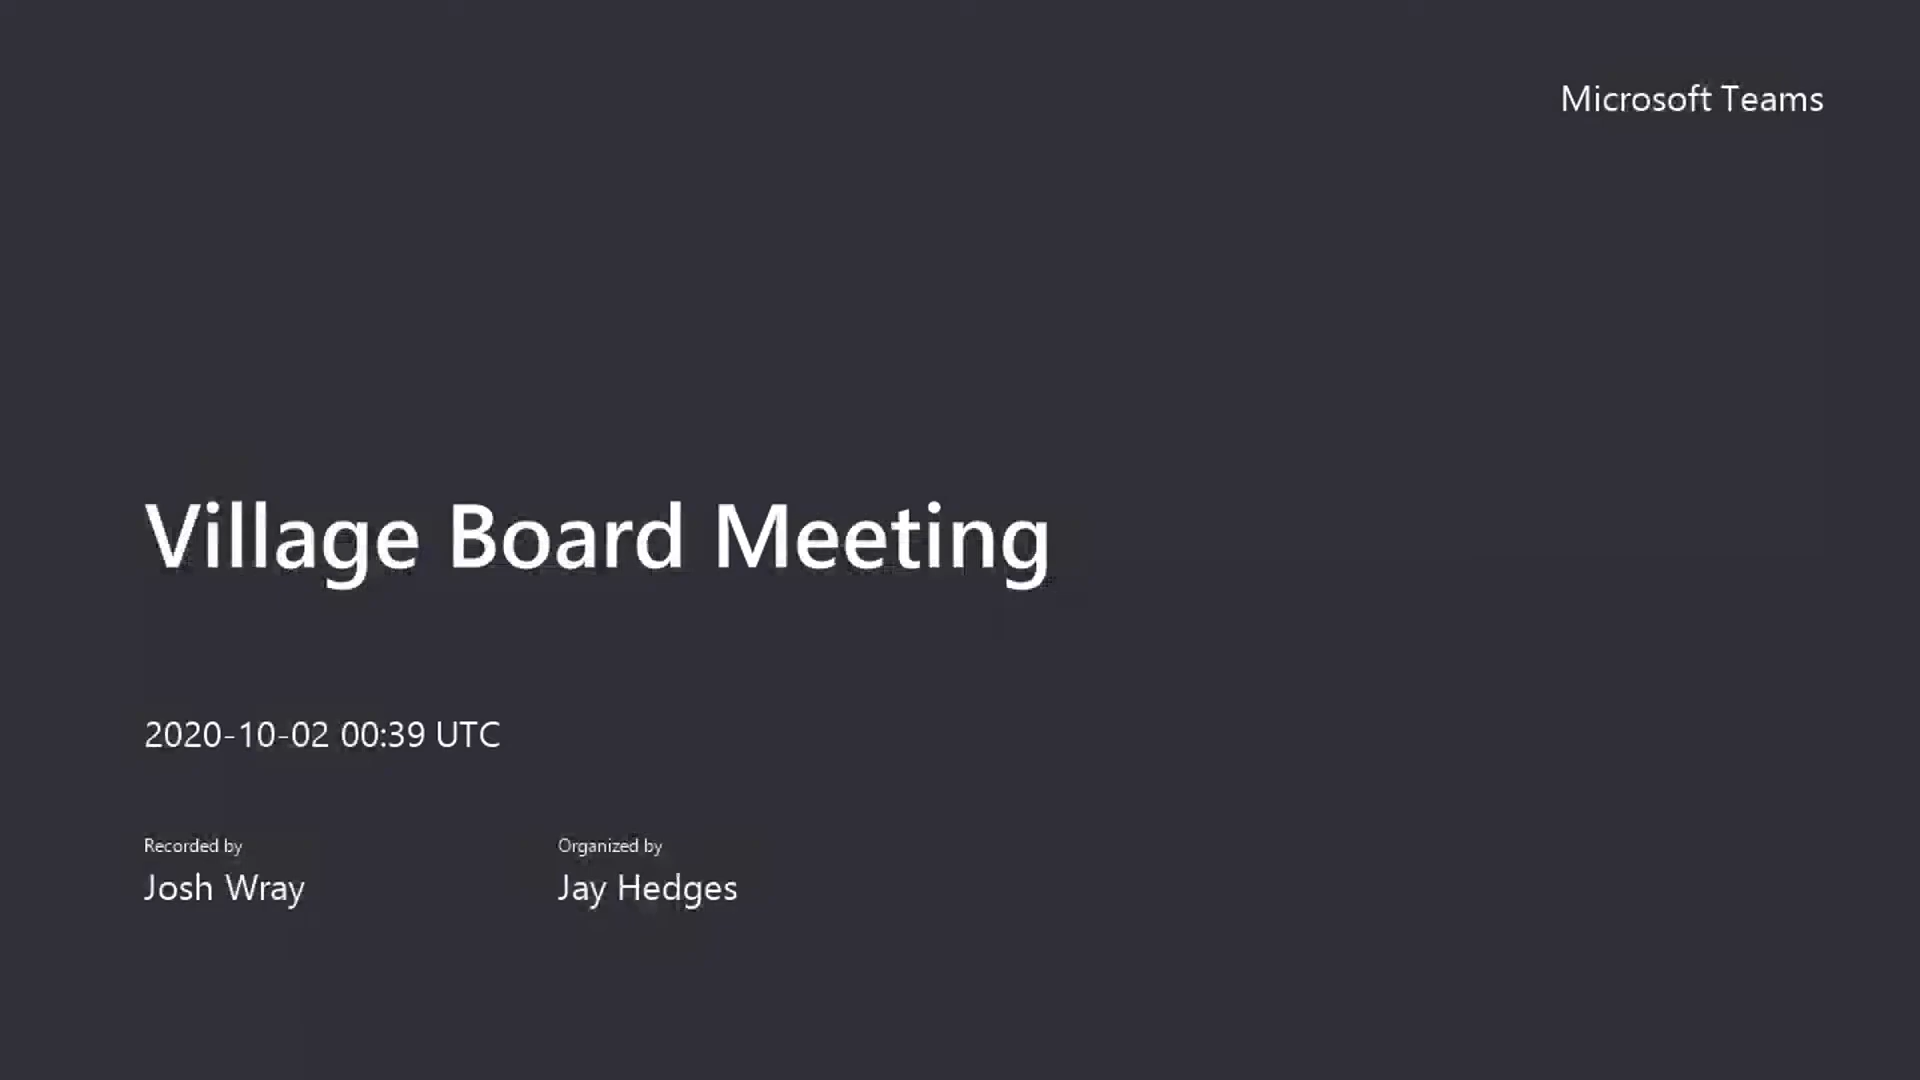 Microsoft Teams
Village Board Meeting
2020-10-02 00:39 UTC
Recorded by
Josh Wray
Organized by
Jay Hedges